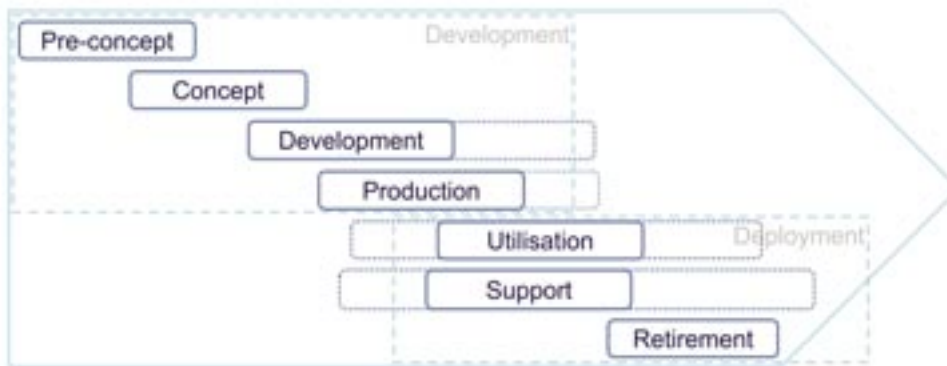 Pre-concept
Development
Concept
Development
Production
Utilisation
Deployment
Support
Retirement